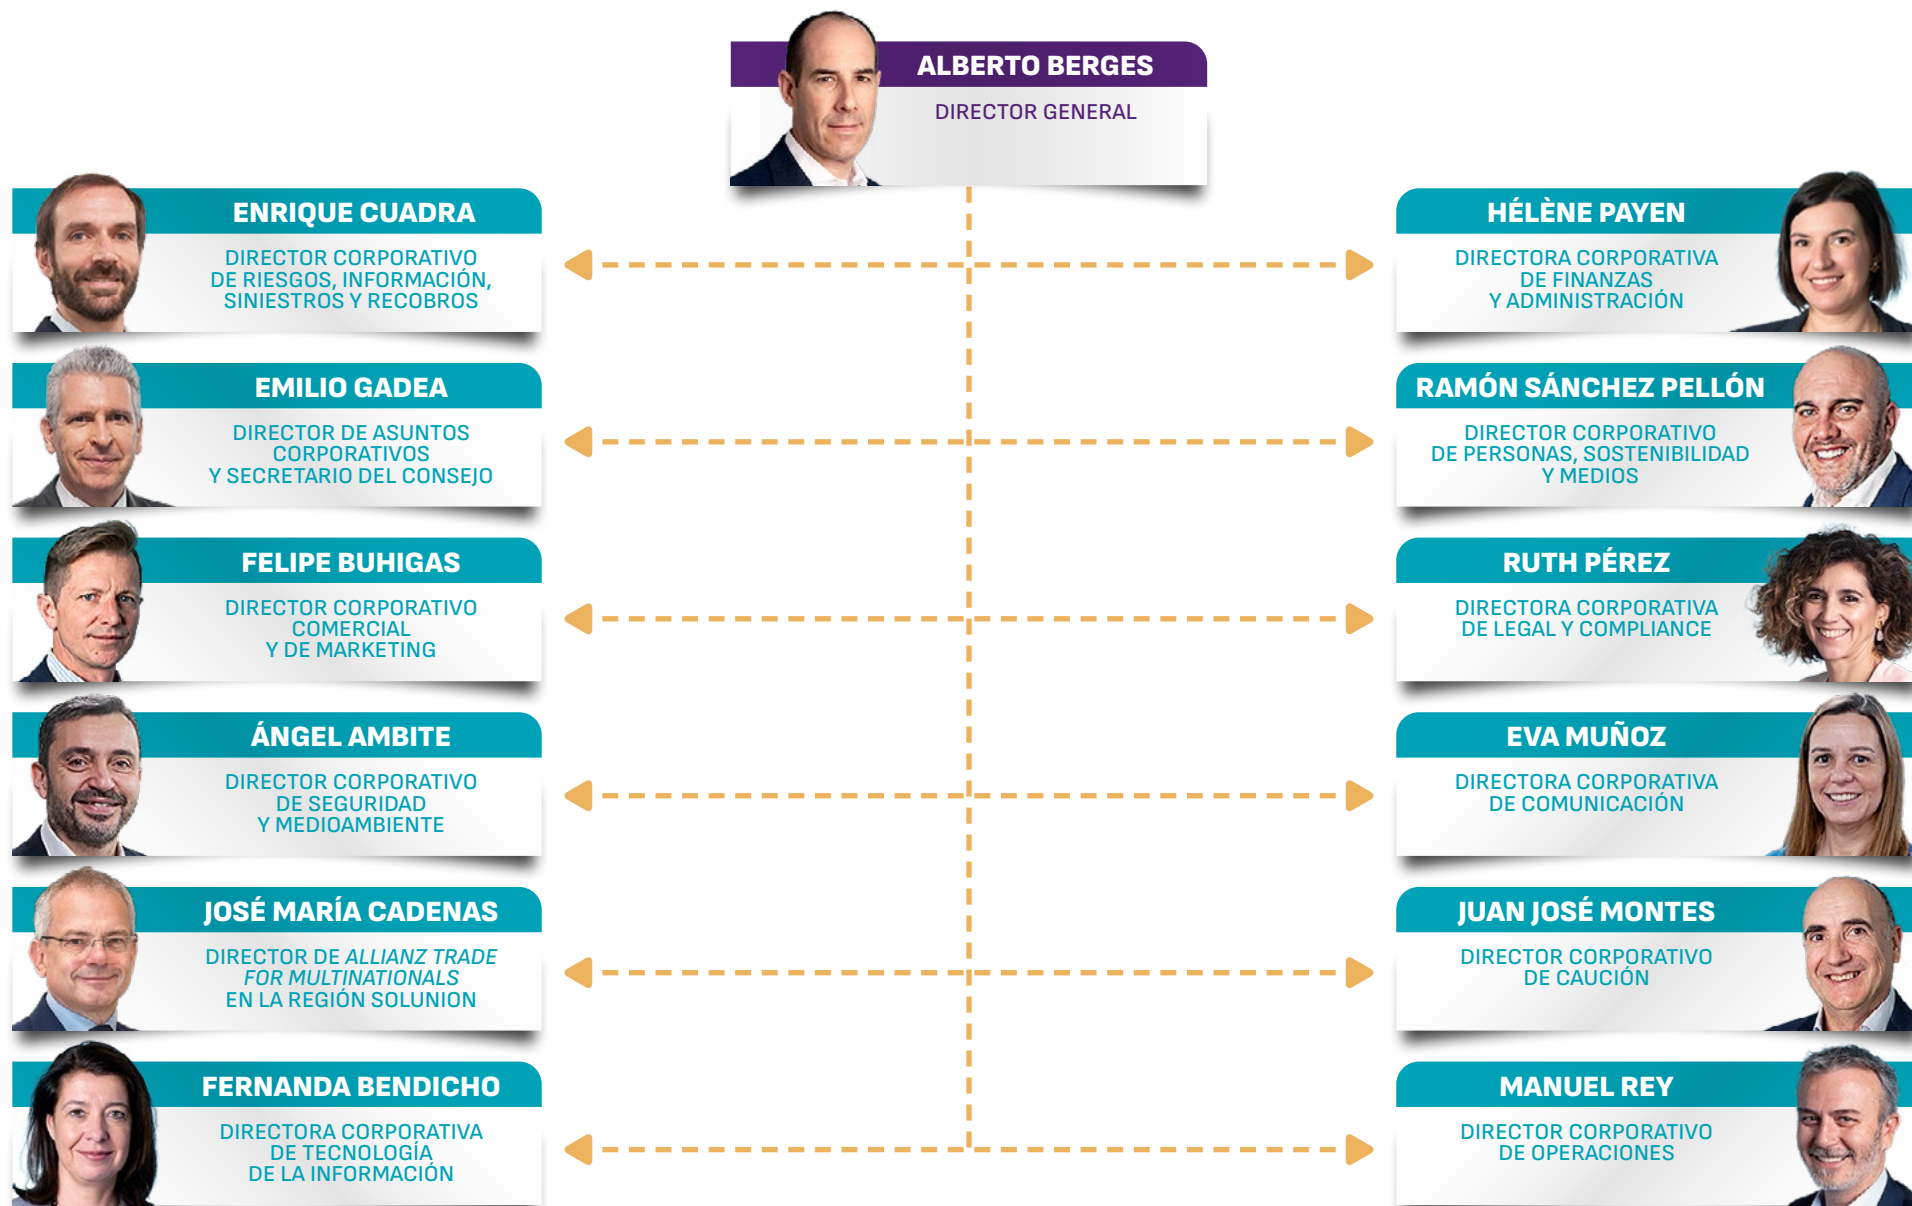 ALBERTO BERGES
DIRECTOR GENERAL
ENRIQUE CUADRA
DIRECTOR CORPORATIVO
DE RIESGOS, INFORMACIÓN,
SINIESTROS Y RECOBROS
HÉLÈNE PAYEN
DIRECTORA CORPORATIVA
DE FINANZAS
Y ADMINISTRACIÓN
EMILIO GADEA
DIRECTOR DE ASUNTOS
CORPORATIVOS
Y SECRETARIO DEL CONSEJO
RAMÓN SÁNCHEZ PELLÓN
DIRECTOR CORPORATIVO
DE PERSONAS, SOSTENIBILIDAD
Y MEDIOS
FELIPE BUHIGAS
DIRECTOR CORPORATIVO
COMERCIAL
Y DE MARKETING
RUTH PÉREZ
DIRECTORA CORPORATIVA
DE LEGAL Y COMPLIANCE
ÁNGEL AMBITE
DIRECTOR CORPORATIVO
DE SEGURIDAD
Y MEDIOAMBIENTE
EVA MUÑOZ
DIRECTORA CORPORATIVA
DE COMUNICACIÓN
JOSÉ MARÍA CADENAS
DIRECTOR DE ALLIANZ TRADE
FOR MULTINATIONALS
EN LA REGIÓN SOLUNION
JUAN JOSÉ MONTES
DIRECTOR CORPORATIVO
DE CAUCIÓN
FERNANDA BENDICHO
DIRECTORA CORPORATIVA
DE TECNOLOGÍA
DE LA INFORMACIÓN
MANUEL REY
DIRECTOR CORPORATIVO
DE OPERACIONES